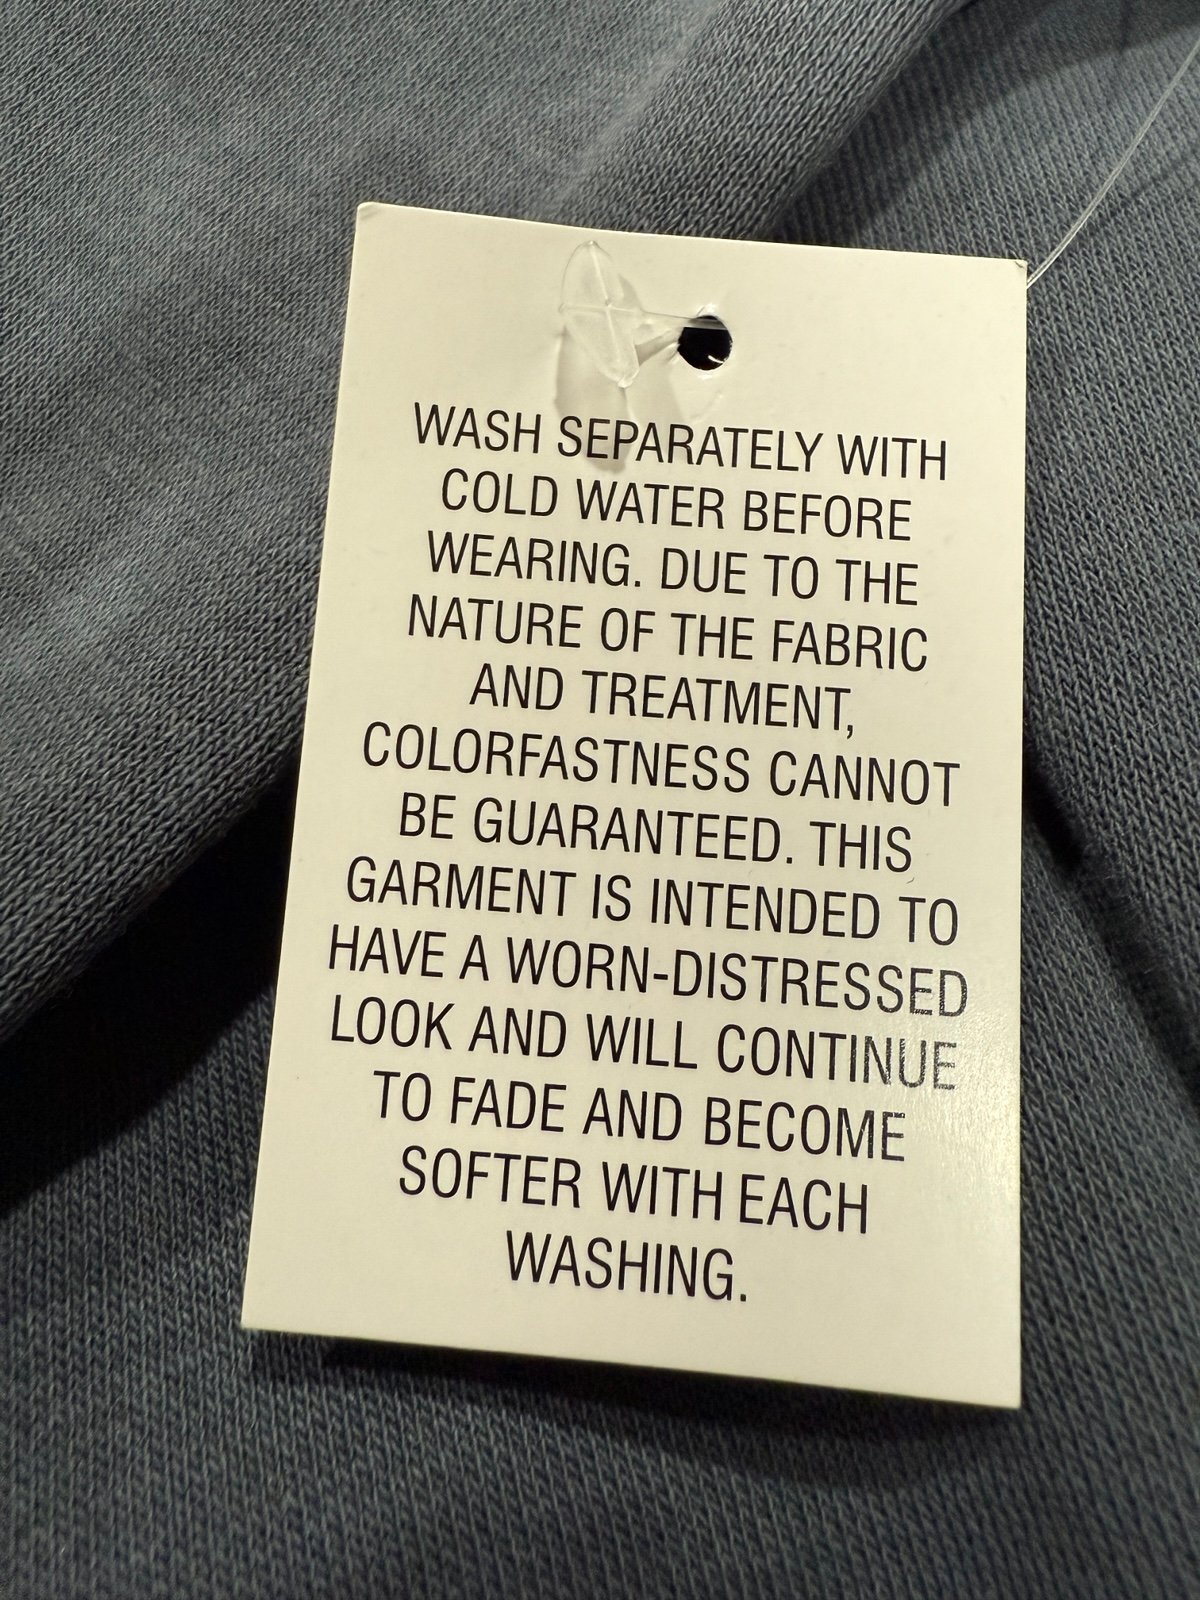 WASH SEPARATELY WITH
COLD WATER BEFORE
WEARING. DUE TO THE
NATURE OF THE FABRIC
AND TREATMENT,
COLORFASTNESS CANNOT
BE GUARANTEED. THIS
GARMENT IS INTENDED TO
HAVE A WORN-DISTRESSED
LOOK AND WILL CONTINUE
TO FADE AND BECOME
SOFTER WITH EACH
WASHING.